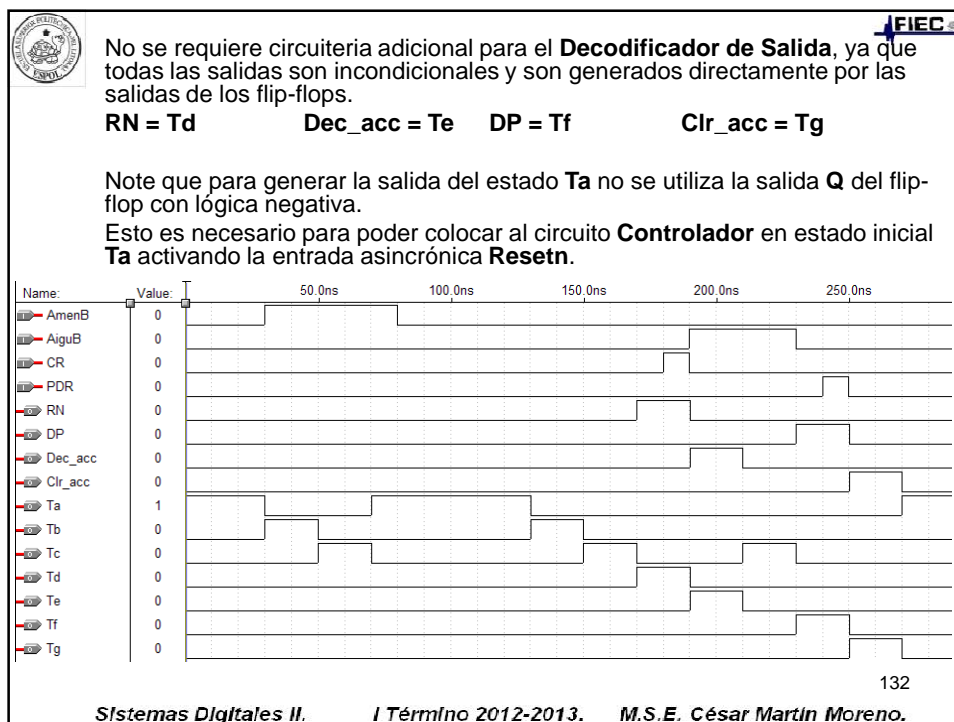 FIEC
No se requiere circuiteria adicional para el Decodificador de Salida, ya que
todas las salidas son incondicionales y son generados directamente por las
salidas de los flip-flops.
RN = Td Dec_acc = Te DP = Tf Clr_acc = Tg
Note que para generar la salida del estado Ta no se utiliza la salida Q del flip-
flop con lógica negativa.
Esto es necesario para poder colocar al circuito Controlador en estado inicial
Ta activando la entrada asincrónica Resetn.
Name: Value: 50.0ns 100.0ns 150.0ns 200.0ns 250.0ns
AmenB 0
AiguB 0
CR 0
PDR 0
RN 0
DP 0
Dec_acc 0
Clr_acc 0
Ta 1
Tb 0
Tc 0
Td 0
Te 0
Tf 0
Tg 0
132
Sistemas Digitales II. I Término 2012-2013. M.S.E. César Martín Moreno.
ESPOL